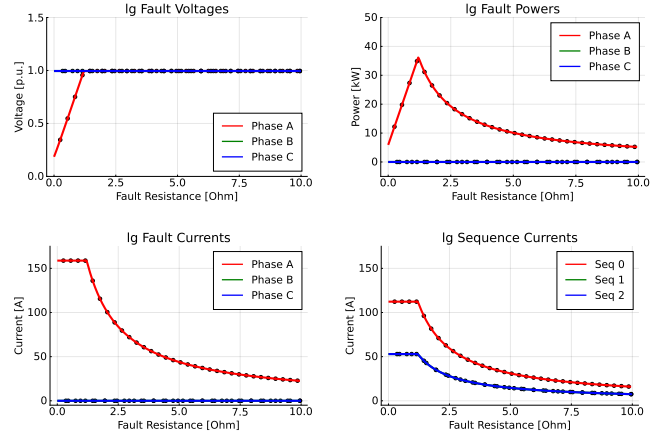 lg Fault Voltages
Voltage [p.u.]
1.5
1.0
0.5
0.0
0.0 2.5 5.0 7.5 10.0
Fault Resistance [Ohm]
Phase A
Phase B
Phase C
lg Fault Powers
Power [kW]
50
40
30
20
10
0
0.0 2.5 5.0 7.5 10.0
Fault Resistance [Ohm]
Phase A
Phase B
Phase C
lg Fault Currents
Current [A]
150
100
50
0
0.0 2.5 5.0 7.5 10.0
Fault Resistance [Ohm]
Phase A
Phase B
Phase C
lg Sequence Currents
Current [A]
150
100
50
0
0.0 2.5 5.0 7.5 10.0
Fault Resistance [Ohm]
Seq 0
Seq 1
Seq 2